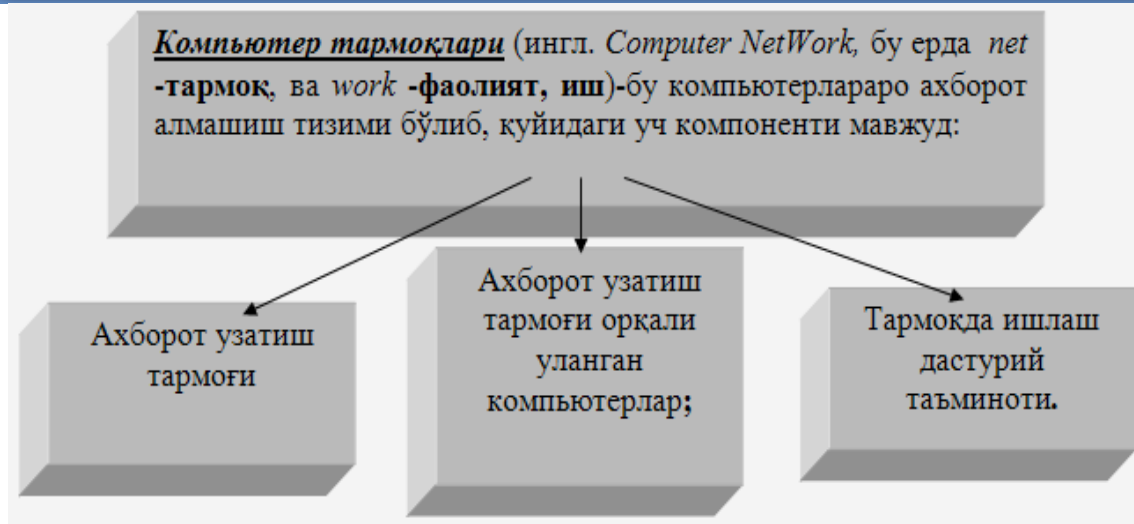 Компьютер тармоқлари (ингл. Computer NetWork, бу ерда net
-тармоқ, ва work -фаолият, иш)-бу компьютерлараро ахборот
алмашиш тизими бўлиб, қуйидаги уч компоненти мавжуд:
Ахборот узатиш
тармоғи
Ахборот узатиш
тармоғи орқали
уланган
компьютерлар;
Тармоқда ишлаш
дастурий
таъминоти.